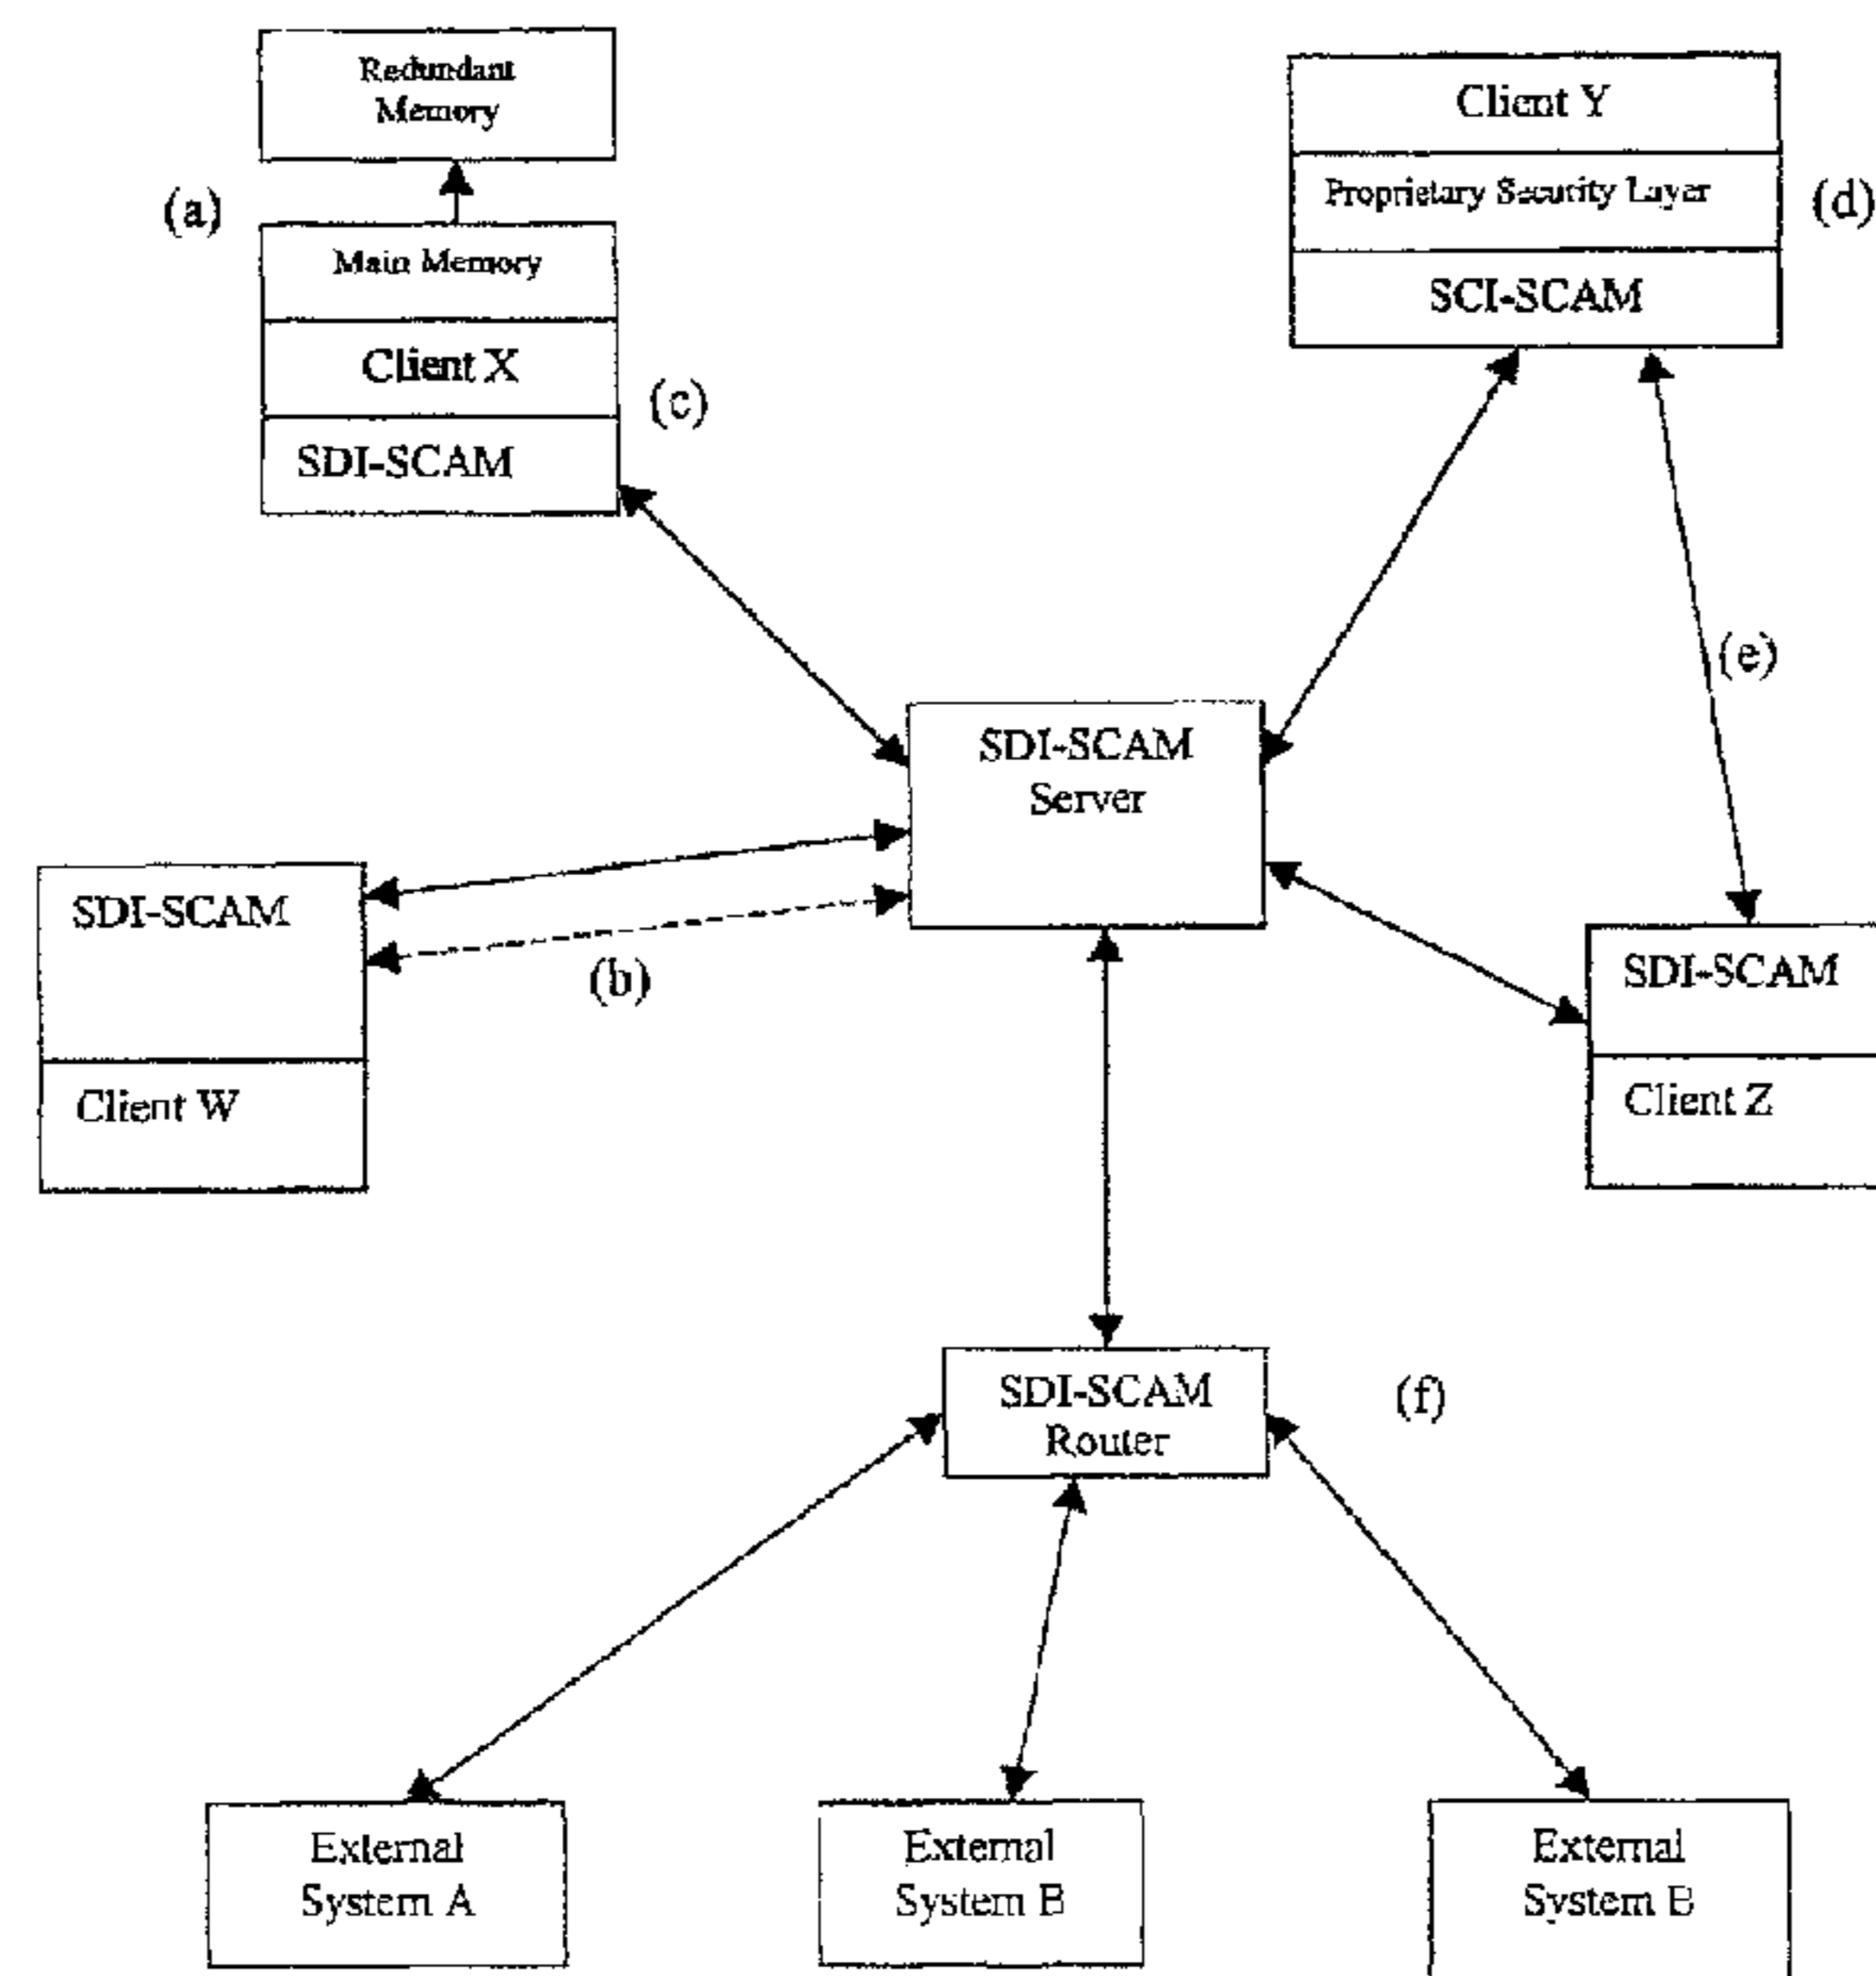 Redundant
Memory
(a)
Main Memory
Client X
(c)
SDI-SCAM
Client Y
Proprietary Security Layer
(d)
SCI-SCAM
(e)
SDI-SCAM
Server
SDI-SCAM
Client W
(b)
SDI-SCAM
Client Z
SDI-SCAM
Router
(f)
External
System A
External
System B
External
System B